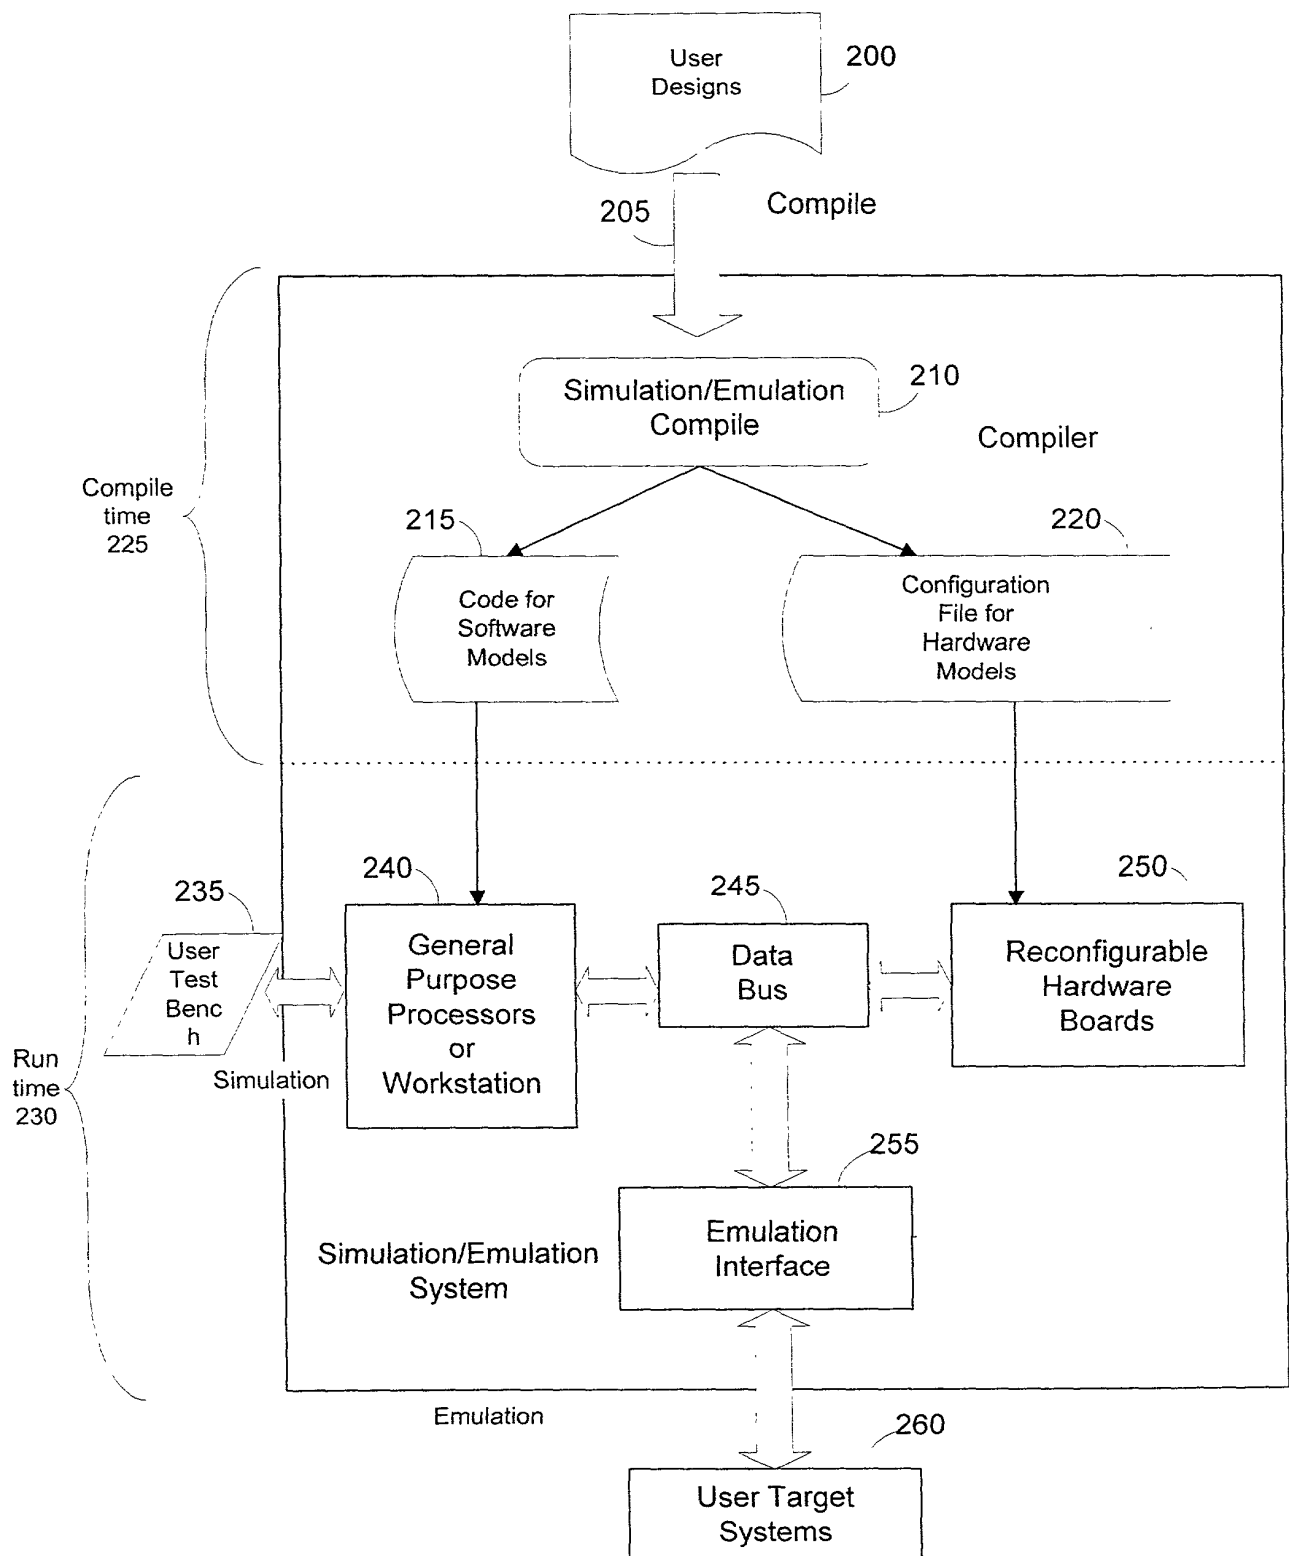 User
Designs
200
205
Compile
Simulation/Emulation
Compile
210
Compiler
Compile
time
225
215
220
Code for
Software
Models
Configuration
File for
Hardware
Models
235
240
245
250
User
Test
Benc
h
General
Purpose
Processors
or
Workstation
Data
Bus
Reconfigurable
Hardware
Boards
Run
time
230
Simulation
255
Simulation/Emulation
System
Emulation
Interface
Emulation
260
User Target
Systems